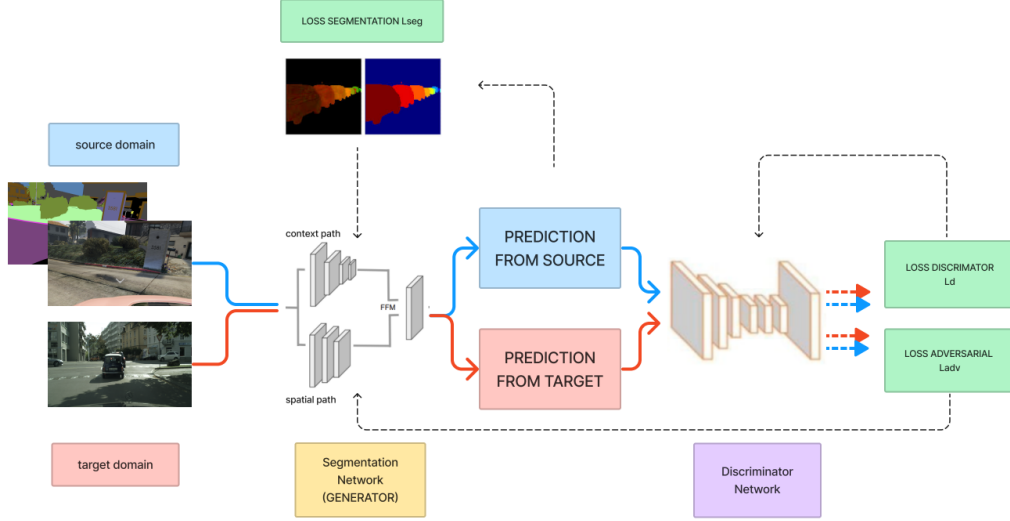 LOSS SEGMENTATION Lseg
source domain
context path
FFM
spatial path
PREDICTION
FROM SOURCE
PREDICTION
FROM TARGET
LOSS DISCRIMATOR
Ld
LOSS ADVERSARIAL
Ladv
target domain
Segmentation
Network
(GENERATOR)
Discriminator
Network